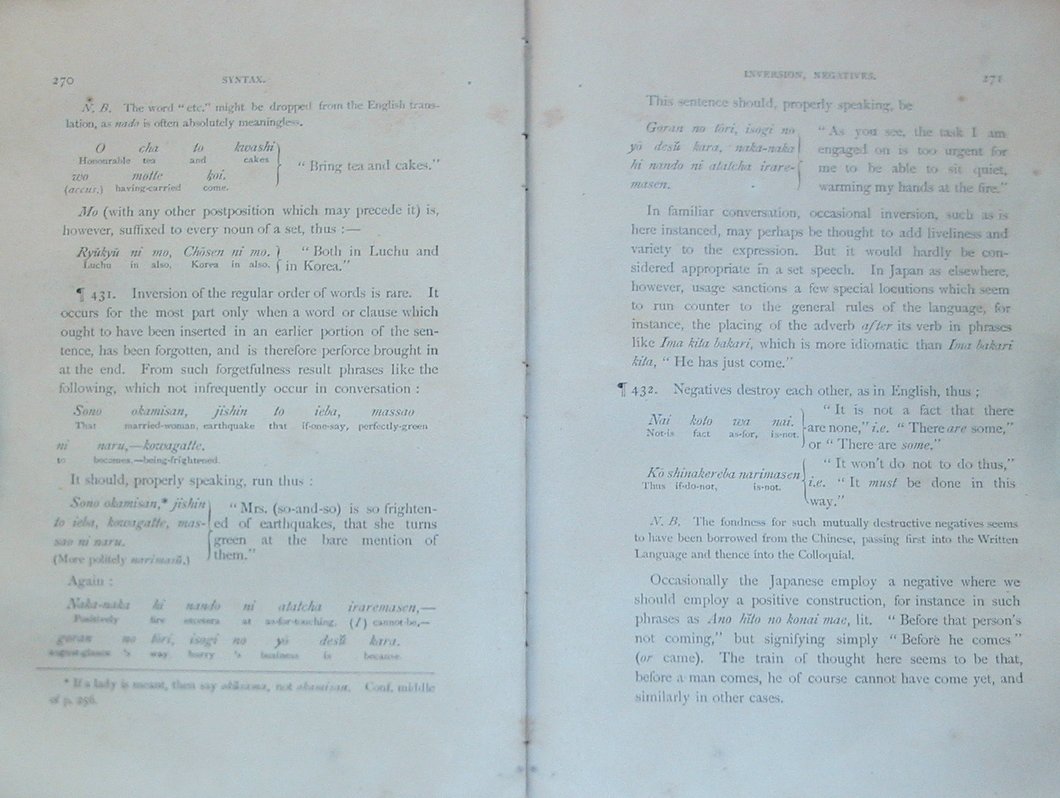 270 SYNTAX.
N. B. The word “etc.” might be dropped from the English trans-
lation, as nado is often absolutely meaningless.
O cha to kwashi
Honourable tea and cakes
wo motte koi.
(accus.) having-carried come.
“Bring tea and cakes.”
Mo (with any other postposition which may precede it) is,
however, suffixed to every noun of a set, thus :—
Ryūkyū ni mo, Chōsen ni mo.
Luchu in also, Korea in also.
“Both in Luchu and
in Korea.”
¶ 431. Inversion of the regular order of words is rare. It
occurs for the most part only when a word or clause which
ought to have been inserted in an earlier portion of the sen-
tence, has been forgotten, and is therefore perforce brought in
at the end. From such forgetfulness result phrases like the
following, which not infrequently occur in conversation :
Sono okamisan, jishin to ieba, massao
That married-woman, earthquake that if-one-say, perfectly-green
ni naru,—kowagatte.
to becomes,—being-frightened.
It should, properly speaking, run thus :
Sono okamisan,* jishin
to ieba, kowagatte, mas-
sao ni naru.
(More politely narimasŭ.)
“Mrs. (so-and-so) is so frighten-
ed of earthquakes, that she turns
green at the bare mention of
them.”
Again :
Naka-naka hi nando ni atatcha iraremasen,—
Positively fire etcetera at as-for-touching, (I) cannot-be,—
goran no tōri, isogi no yō desŭ kara.
august-glance 's way, hurry 's business is because.
* If a lady is meant, then say okŭsama, not okamisan. Conf. middle
of p. 256.
INVERSION, NEGATIVES. 271
This sentence should, properly speaking, be
Goran no tōri, isogi no
yō desŭ kara, naka-naka
hi nando ni atatcha irare-
masen.
“As you see, the task I am
engaged on is too urgent for
me to be able to sit quiet,
warming my hands at the fire.”
In familiar conversation, occasional inversion, such as is
here instanced, may perhaps be thought to add liveliness and
variety to the expression. But it would hardly be con-
sidered appropriate in a set speech. In Japan as elsewhere,
however, usage sanctions a few special locutions which seem
to run counter to the general rules of the language, for
instance, the placing of the adverb after its verb in phrases
like Ima kita bakari, which is more idiomatic than Ima bakari
kita, “He has just come.”
¶ 432. Negatives destroy each other, as in English, thus ;
Nai koto wa nai.
Not-is fact as-for, is-not.
“It is not a fact that there
are none,” i.e. “There are some,”
or “There are some.”
Kō shinakereba narimasen
Thus if-do-not, is-not.
“It won't do not to do thus,”
i.e. “It must be done in this
way.”
N. B. The fondness for such mutually destructive negatives seems
to have been borrowed from the Chinese, passing first into the Written
Language and thence into the Colloquial.
Occasionally the Japanese employ a negative where we
should employ a positive construction, for instance in such
phrases as Ano hĭto no konai mae, lit. “Before that person's
not coming,” but signifying simply “Before he comes”
(or came). The train of thought here seems to be that,
before a man comes, he of course cannot have come yet, and
similarly in other cases.